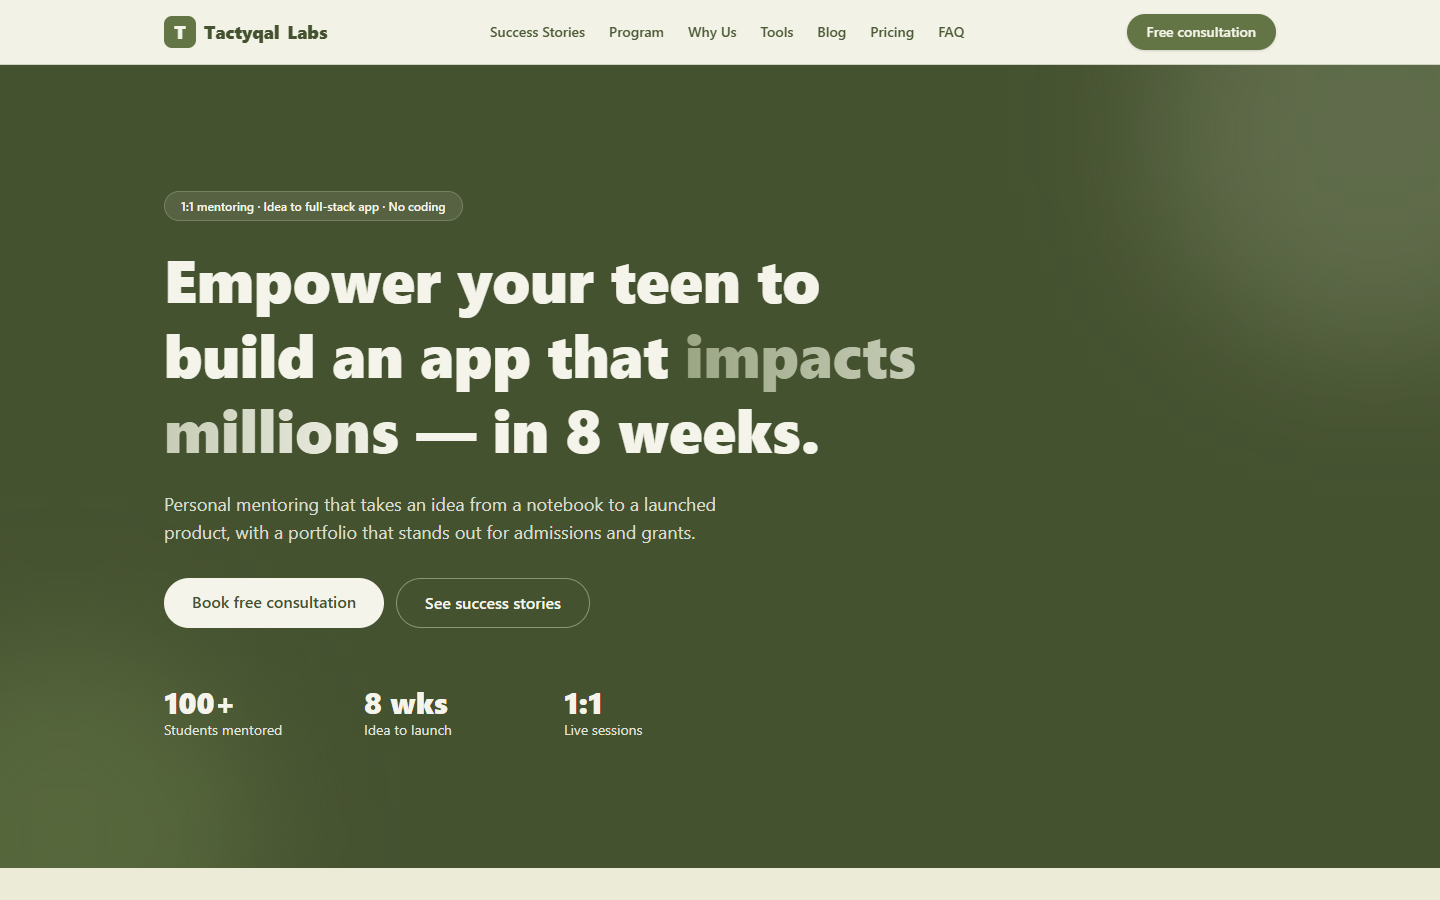 T Tactyqal Labs
Success Stories Program Why Us Tools Blog Pricing FAQ
Free consultation
1:1 mentoring · Idea to full-stack app · No coding
Empower your teen to
build an app that impacts
millions — in 8 weeks.
Personal mentoring that takes an idea from a notebook to a launched
product, with a portfolio that stands out for admissions and grants.
Book free consultation
See success stories
100+
Students mentored
8 wks
Idea to launch
1:1
Live sessions